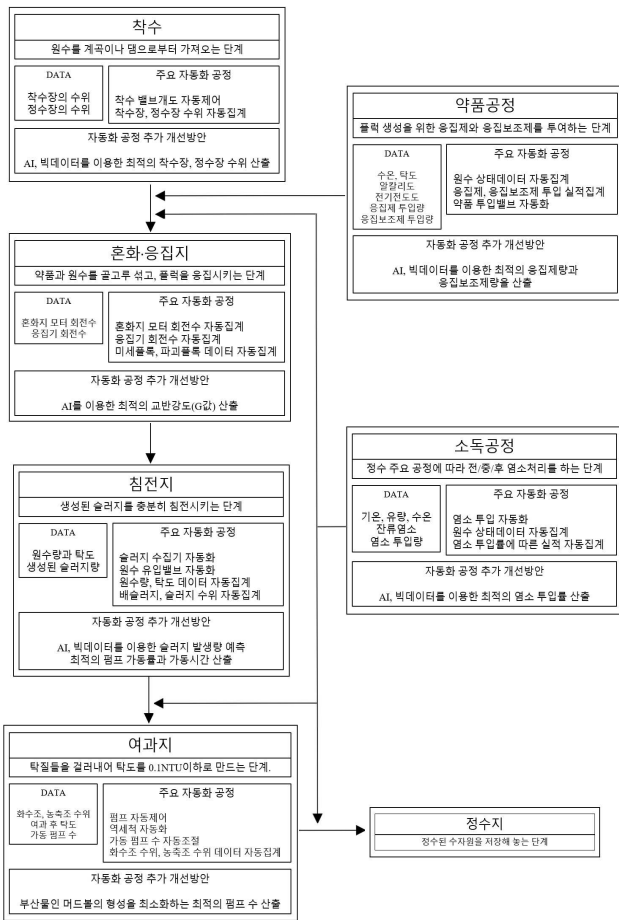 착수
원수를 계곡이나 댐으로부터 가져오는 단계
DATA
착수장의 수위
정수장의 수위
주요 자동화 공정
착수 밸브개도 자동제어
착수장, 정수장 수위 자동집계
자동화 공정 추가 개선방안
AI, 빅데이터를 이용한 최적의 착수장, 정수장 수위 산출
약품공정
플럭 생성을 위한 응집제와 응집보조제를 투여하는 단계
DATA
수온, 탁도
알칼리도
전기전도도
응집제 투입량
응집보조제 투입량
주요 자동화 공정
원수 상태데이터 자동집계
응집제, 응집보조제 투입 실적집계
약품 투입밸브 자동화
자동화 공정 추가 개선방안
AI, 빅데이터를 이용한 최적의 응집제량과
응집보조제량을 산출
혼화·응집지
약품과 원수를 골고루 섞고, 플럭을 응집시키는 단계
DATA
혼화지 모터 회전수
응집기 회전수
주요 자동화 공정
혼화지 모터 회전수 자동집계
응집기 회전수 자동집계
미세플록, 파괴플록 데이터 자동집계
자동화 공정 추가 개선방안
AI를 이용한 최적의 교반강도(G값) 산출
소독공정
정수 주요 공정에 따라 전/중/후 염소처리를 하는 단계
DATA
기온, 유량, 수온
잔류염소
염소 투입량
주요 자동화 공정
염소 투입 자동화
원수 상태데이터 자동집계
염소 투입률에 따른 실적 자동집계
자동화 공정 추가 개선방안
AI, 빅데이터를 이용한 최적의 염소 투입률 산출
침전지
생성된 슬러지를 충분히 침전시키는 단계
DATA
원수량과 탁도
생성된 슬러지량
주요 자동화 공정
슬러지 수집기 자동화
원수 유입밸브 자동화
원수량, 탁도 데이터 자동집계
배슬러지, 슬러지 수위 자동집계
자동화 공정 추가 개선방안
AI, 빅데이터를 이용한 슬러지 발생량 예측
최적의 펌프 가동률과 가동시간 산출
여과지
탁질들을 걸러내어 탁도를 0.1NTU이하로 만드는 단계.
DATA
회수조, 농축조 수위
여과 후 탁도
가동 펌프 수
주요 자동화 공정
펌프 자동제어
역세척 자동화
가동 펌프 수 자동조절
회수조 수위, 농축조 수위 데이터 자동집계
자동화 공정 추가 개선방안
부산물인 머드볼의 형성을 최소화하는 최적의 펌프 수 산출
정수지
정수된 수자원을 저장해 놓는 단계